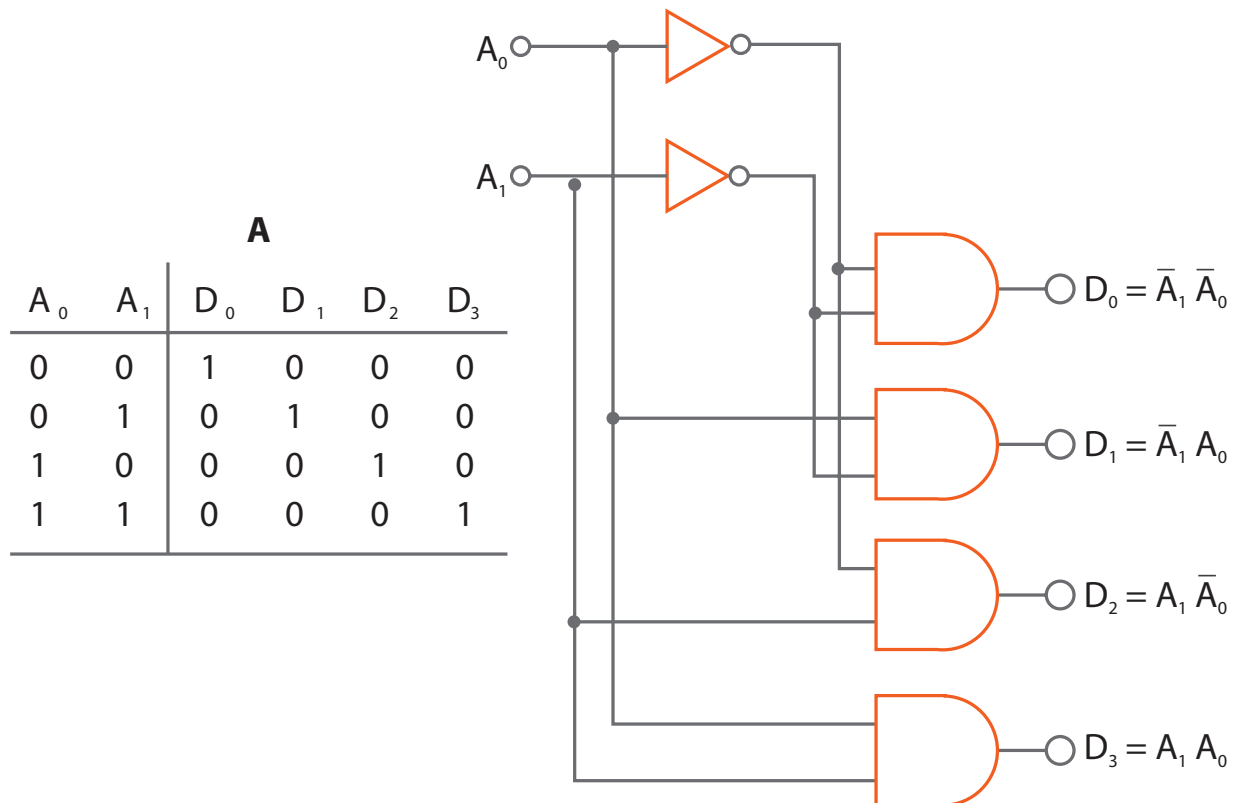 A
A₀ A₁ D₀ D₁ D₂ D₃
0 0 1 0 0 0
0 1 0 1 0 0
1 0 0 0 1 0
1 1 0 0 0 1
A₀
A₁
D₀ = A̅₁ A̅₀
D₁ = A̅₁ A₀
D₂ = A₁ A̅₀
D₃ = A₁ A₀